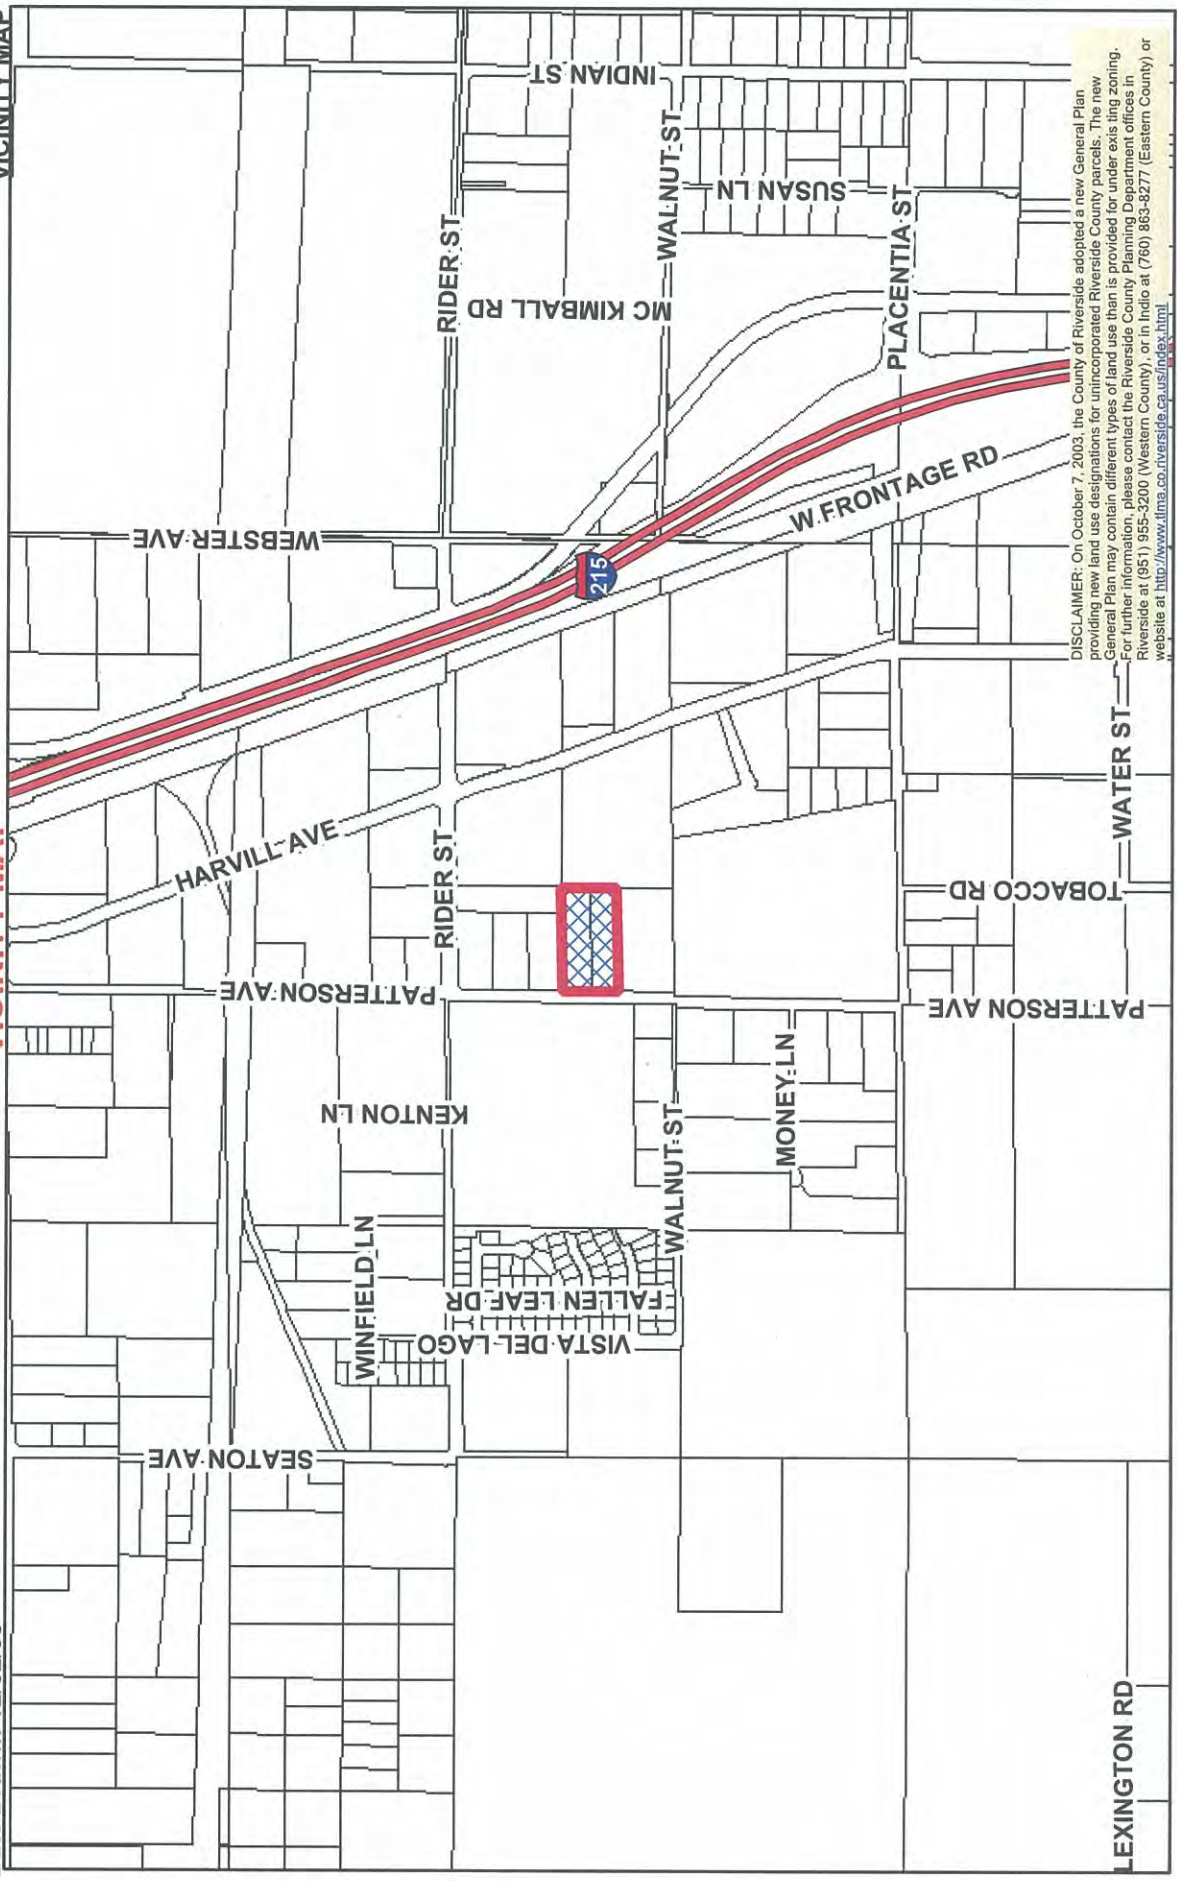 VICINITY MAP
INDIAN ST
RIDER ST
WALNUT ST
SUSAN LN
MC KIMBALL RD
PLACENTIA ST
WEBSTER AVE
W FRONTAGE RD
215
HARVILL AVE
RIDER ST
WATER ST
TOBACCO RD
PATTERSON AVE
PATTERSON AVE
KENTON LN
MONEY LN
WALNUT ST
WINFIELD LN
FALLEN LEAF DR
VISTA DEL LAGO
SEATON AVE
LEXINGTON RD
DISCLAIMER: On October 7, 2003, the County of Riverside adopted a new General Plan
providing new land use designations for unincorporated Riverside County parcels. The new
General Plan may contain different types of land use than is provided for under exis ting zoning.
For further information, please contact the Riverside County Planning Department offices in
Riverside at (951) 955-3200 (Western County), or in Indio at (760) 863-8277 (Eastern County) or
website at http://www.tlma.co.riverside.ca.us/index.html